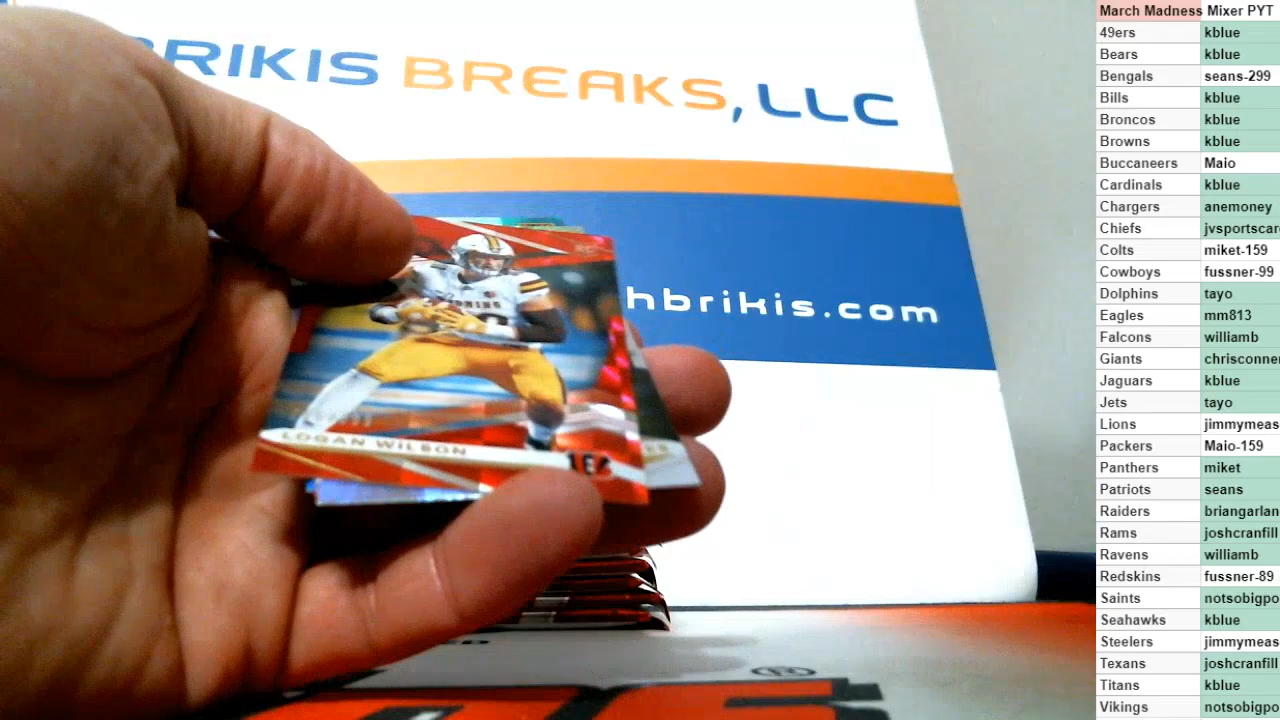 BRIKIS BREAKS, LLC
hbrikis.com
LOGAN WILSON
March Madness Mixer PYT
49ers kblue
Bears kblue
Bengals seans-299
Bills kblue
Broncos kblue
Browns kblue
Buccaneers Maio
Cardinals kblue
Chargers anemoney
Chiefs jvsportscar
Colts miket-159
Cowboys fussner-99
Dolphins tayo
Eagles mm813
Falcons williamb
Giants chrisconne
Jaguars kblue
Jets tayo
Lions jimmymeas
Packers Maio-159
Panthers miket
Patriots seans
Raiders briangarlan
Rams joshcranfill
Ravens williamb
Redskins fussner-89
Saints notsobigpo
Seahawks kblue
Steelers jimmymeas
Texans joshcranfill
Titans kblue
Vikings notsobigpo